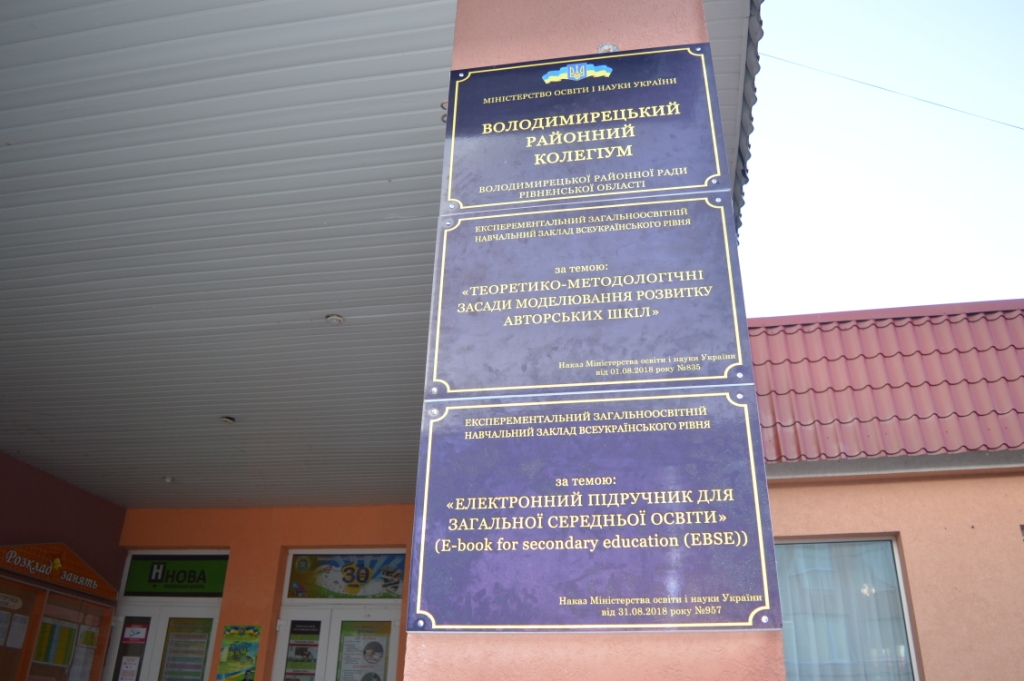 МІНІСТЕРСТВО ОСВІТИ І НАУКИ УКРАЇНИ
ВОЛОДИМИРЕЦЬКИЙ
РАЙОННИЙ
КОЛЕГІУМ
ВОЛОДИМИРЕЦЬКОЇ РАЙОННОЇ РАДИ
РІВНЕНСЬКОЇ ОБЛАСТІ
ЕКСПЕРЕМЕНТАЛЬНИЙ ЗАГАЛЬНООСВІТНІЙ
НАВЧАЛЬНИЙ ЗАКЛАД ВСЕУКРАЇНСЬКОГО РІВНЯ
за темою:
«ТЕОРЕТИКО-МЕТОДОЛОГІЧНІ
ЗАСАДИ МОДЕЛЮВАННЯ РОЗВИТКУ
АВТОРСЬКИХ ШКІЛ»
Наказ Міністерства освіти і науки України
від 01.08.2018 року №835
ЕКСПЕРЕМЕНТАЛЬНИЙ ЗАГАЛЬНООСВІТНІЙ
НАВЧАЛЬНИЙ ЗАКЛАД ВСЕУКРАЇНСЬКОГО РІВНЯ
за темою:
«ЕЛЕКТРОННИЙ ПІДРУЧНИК ДЛЯ
ЗАГАЛЬНОЇ СЕРЕДНЬОЇ ОСВІТИ»
(E-book for secondary education (EBSE))
Наказ Міністерства освіти і науки України
від 31.08.2018 року №957
Розклад занять
НОВА
30